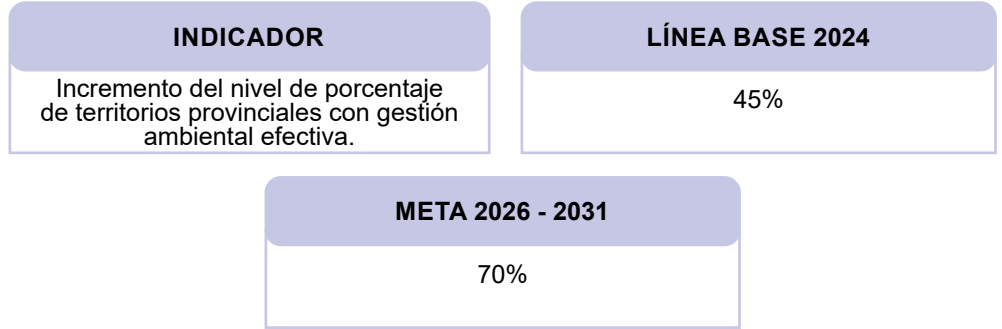 INDICADOR
Incremento del nivel de porcentaje
de territorios provinciales con gestión
ambiental efectiva.
LÍNEA BASE 2024
45%
META 2026 - 2031
70%